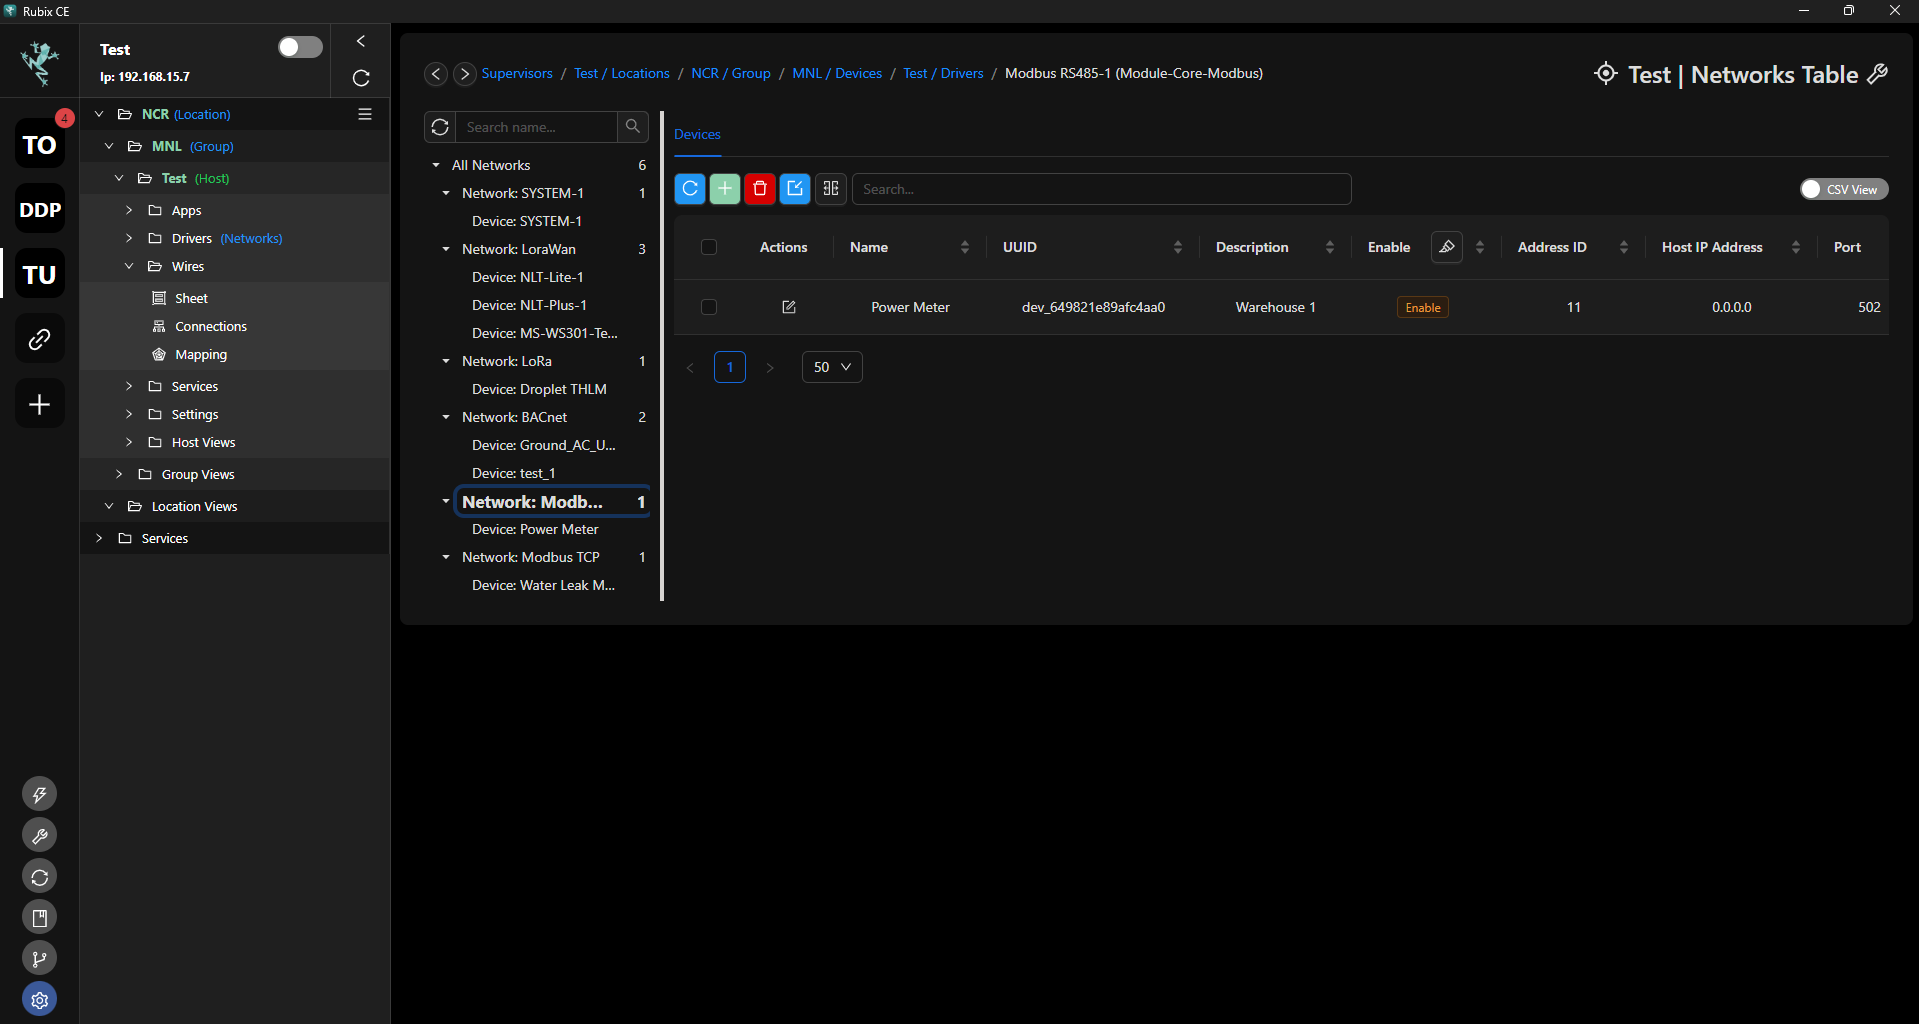 Rubix CE
Test
Ip: 192.168.15.7
4
TO
DDP
TU
NCR (Location)
MNL (Group)
Test (Host)
Apps
Drivers (Networks)
Wires
Sheet
Connections
Mapping
Services
Settings
Host Views
Group Views
Location Views
Services
Supervisors / Test / Locations / NCR / Group / MNL / Devices / Test / Drivers / Modbus RS485-1 (Module-Core-Modbus)
Test | Networks Table
Search name...
All Networks 6
Network: SYSTEM-1 1
Device: SYSTEM-1
Network: LoraWan 3
Device: NLT-Lite-1
Device: NLT-Plus-1
Device: MS-WS301-Te...
Network: LoRa 1
Device: Droplet THLM
Network: BACnet 2
Device: Ground_AC_U...
Device: test_1
Network: Modb... 1
Device: Power Meter
Network: Modbus TCP 1
Device: Water Leak M...
Devices
Search...
CSV View
Actions Name UUID Description Enable Address ID Host IP Address Port
Power Meter dev_649821e89afc4aa0 Warehouse 1 Enable 11 0.0.0.0 502
1
50